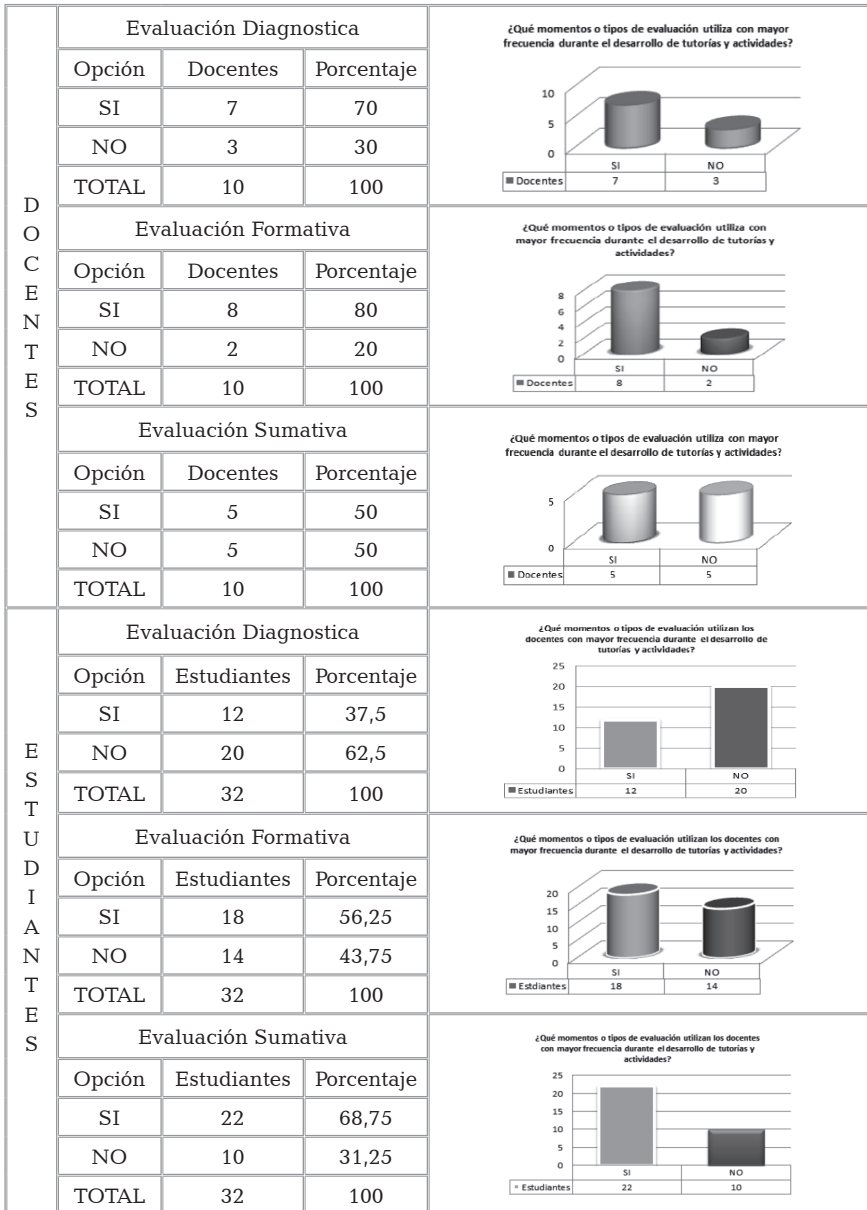 DOCENTES
Evaluación Diagnostica
Opción Docentes Porcentaje
SI 7 70
NO 3 30
TOTAL 10 100
¿Qué momentos o tipos de evaluación utiliza con mayor
frecuencia durante el desarrollo de tutorías y actividades?
10
5
0
SI NO
Docentes 7 3
Evaluación Formativa
Opción Docentes Porcentaje
SI 8 80
NO 2 20
TOTAL 10 100
¿Qué momentos o tipos de evaluación utiliza con
mayor frecuencia durante el desarrollo de tutorías y
actividades?
8
6
4
2
0
SI NO
Docentes 8 2
Evaluación Sumativa
Opción Docentes Porcentaje
SI 5 50
NO 5 50
TOTAL 10 100
¿Qué momentos o tipos de evaluación utiliza con mayor
frecuencia durante el desarrollo de tutorías y actividades?
5
0
SI NO
Docentes 5 5
ESTUDIANTES
Evaluación Diagnostica
Opción Estudiantes Porcentaje
SI 12 37,5
NO 20 62,5
TOTAL 32 100
¿Qué momentos o tipos de evaluación utilizan los
docentes con mayor frecuencia durante el desarrollo de
tutorías y actividades?
25
20
15
10
5
0
SI NO
Estudiantes 12 20
Evaluación Formativa
Opción Estudiantes Porcentaje
SI 18 56,25
NO 14 43,75
TOTAL 32 100
¿Qué momentos o tipos de evaluación utilizan los docentes con
mayor frecuencia durante el desarrollo de tutorías y actividades?
20
15
10
5
0
SI NO
Estdiantes 18 14
Evaluación Sumativa
Opción Estudiantes Porcentaje
SI 22 68,75
NO 10 31,25
TOTAL 32 100
¿Qué momentos o tipos de evaluación utilizan los docentes
con mayor frecuencia durante el desarrollo de tutorías y
actividades?
25
20
15
10
5
0
SI NO
Estudiantes 22 10